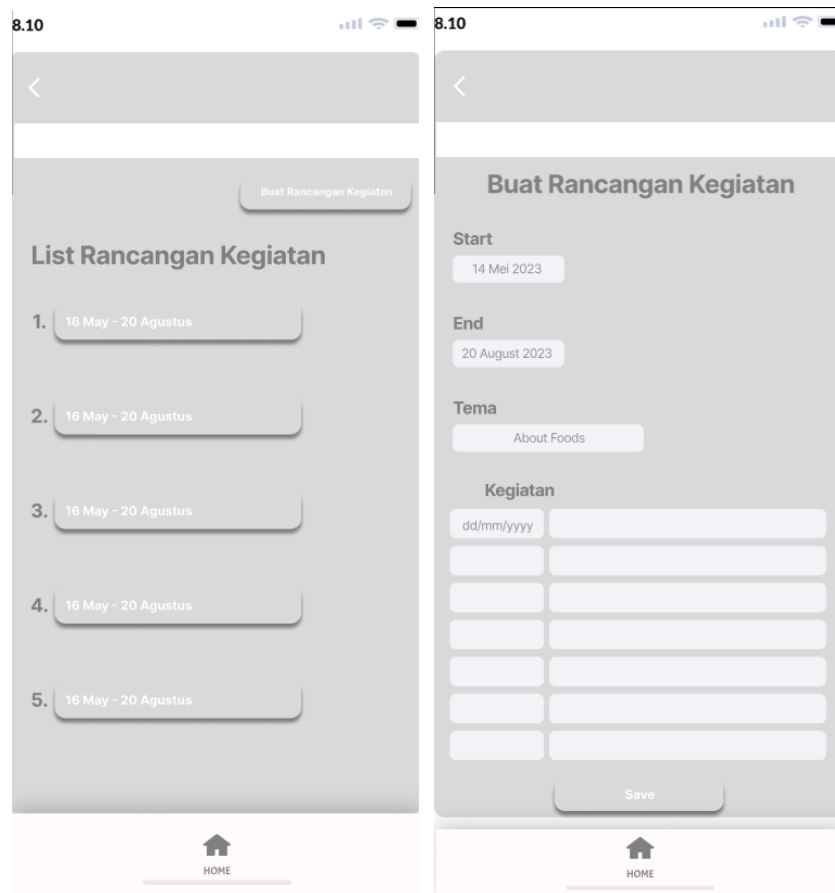 8.10
Buat Rancangan Kegiatan
List Rancangan Kegiatan
1. 16 May - 20 Agustus
2. 16 May - 20 Agustus
3. 16 May - 20 Agustus
4. 16 May - 20 Agustus
5. 16 May - 20 Agustus
HOME
8.10
Buat Rancangan Kegiatan
Start
14 Mei 2023
End
20 August 2023
Tema
About Foods
Kegiatan
dd/mm/yyyy
Save
HOME